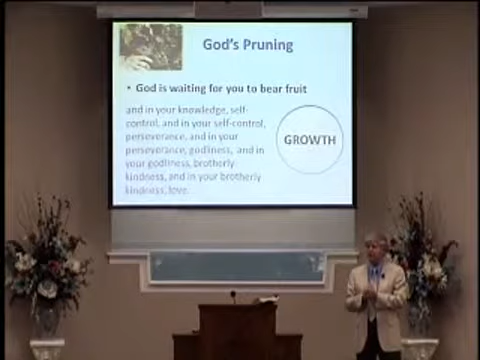 God's Pruning
• God is waiting for you to bear fruit
and in your knowledge, self-
control, and in your self-control,
perseverance, and in your
perseverance, godliness, and in
your godliness, brotherly
kindness, and in your brotherly
kindness, love.
GROWTH